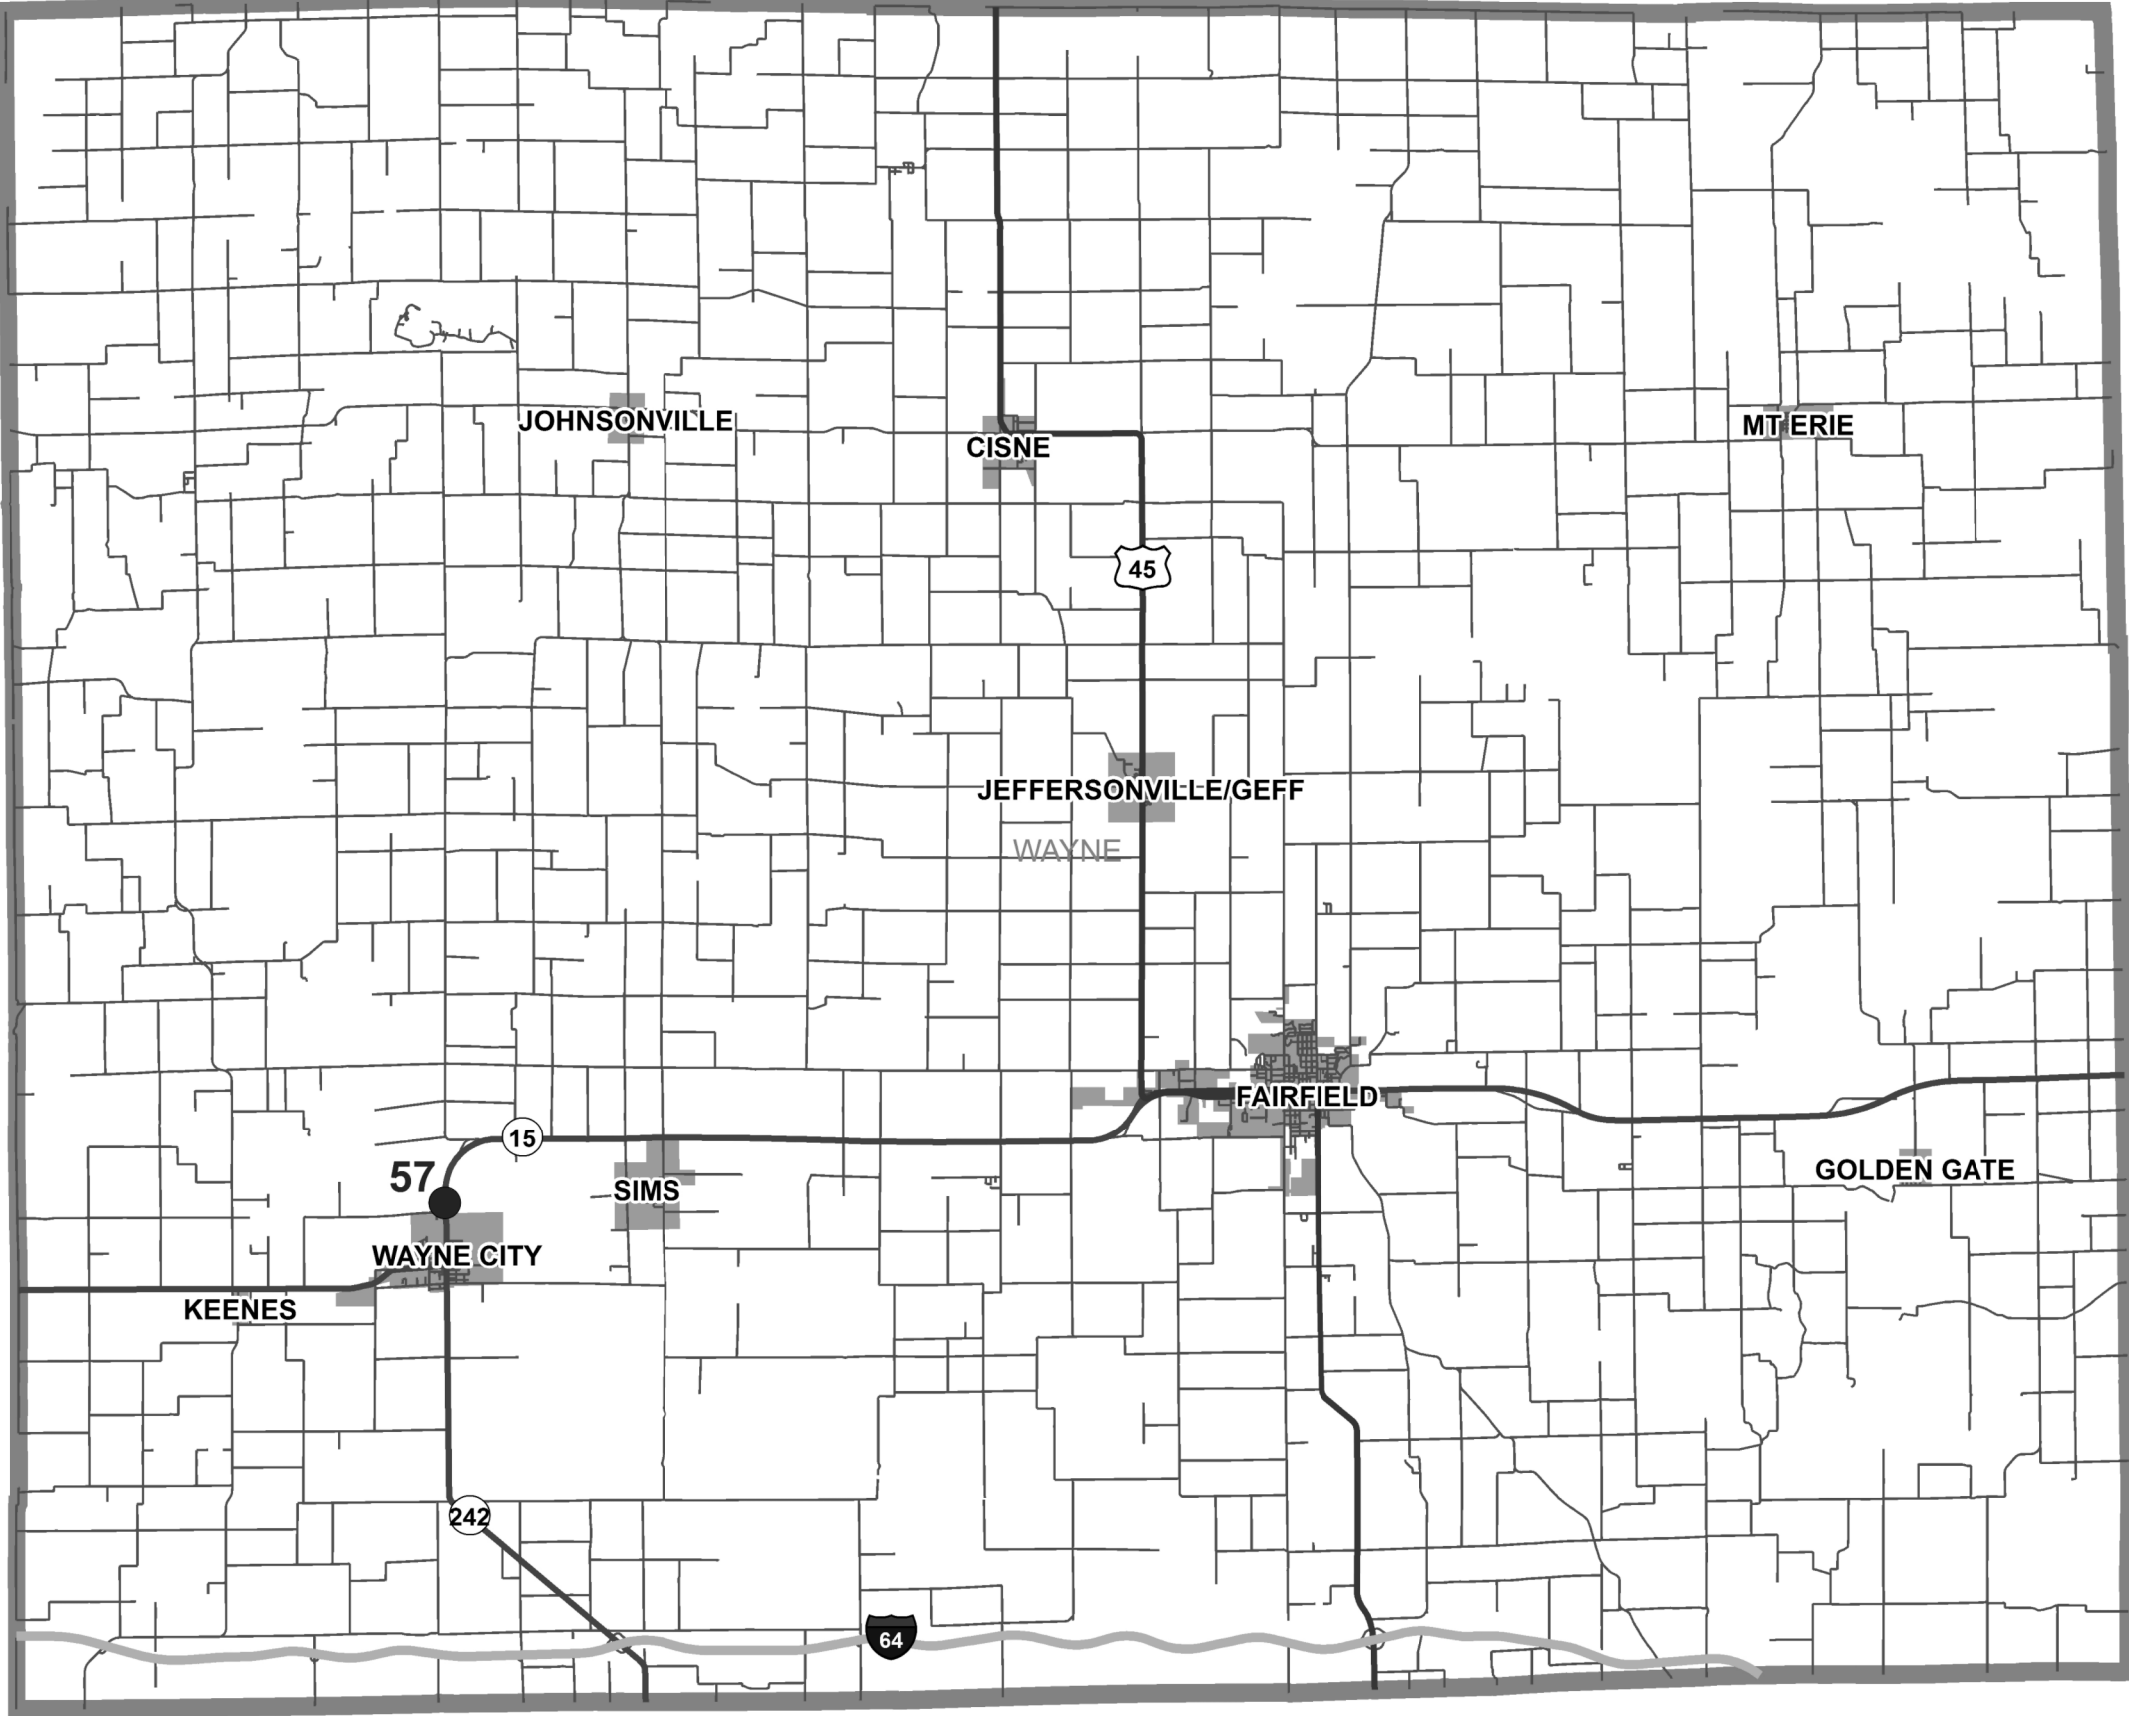 JOHNSONVILLE
MT ERIE
CISNE
45
JEFFERSONVILLE/GEFF
WAYNE
FAIRFIELD
15
57
GOLDEN GATE
SIMS
WAYNE CITY
KEENES
242
64